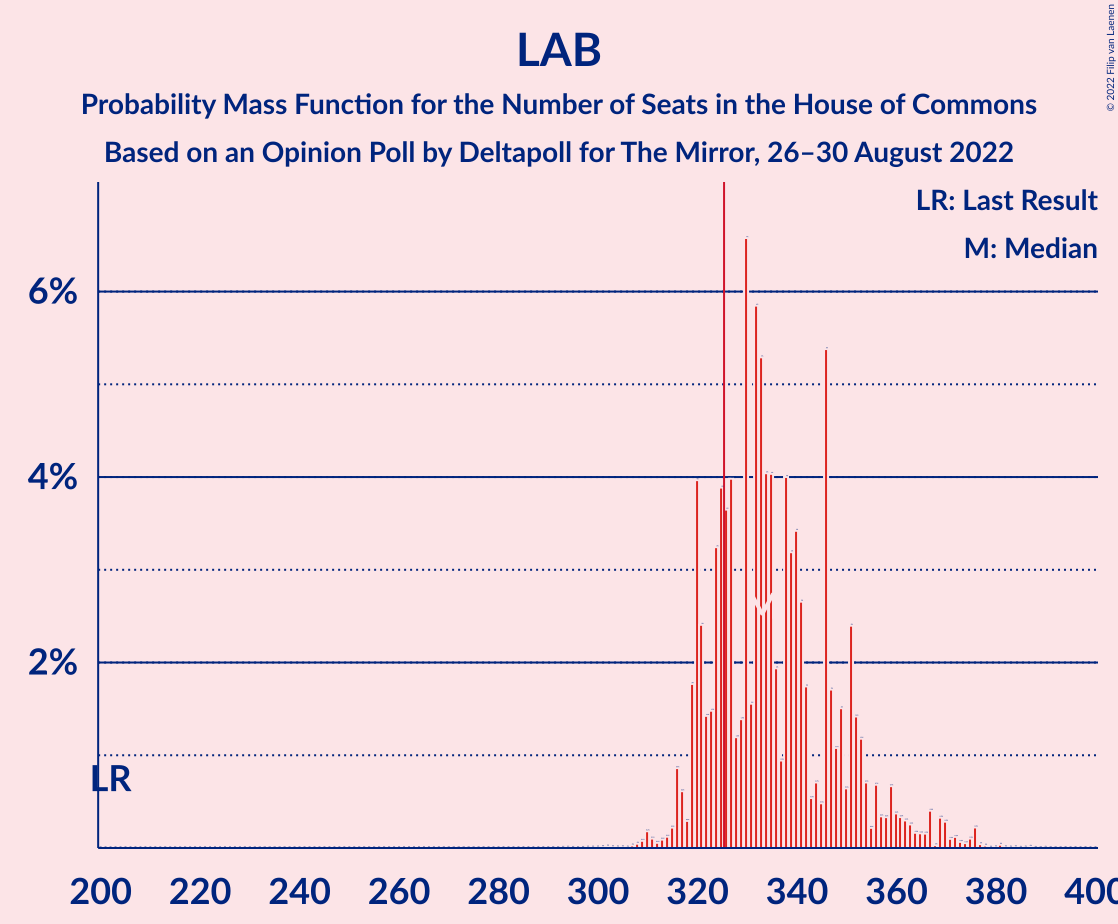 LAB
Probability Mass Function for the Number of Seats in the House of Commons
Based on an Opinion Poll by Deltapoll for The Mirror, 26–30 August 2022
© 2022 Filip van Laenen
LR: Last Result
M: Median
6%
4%
2%
LR
200 220 240 260 280 300 320 340 360 380 400